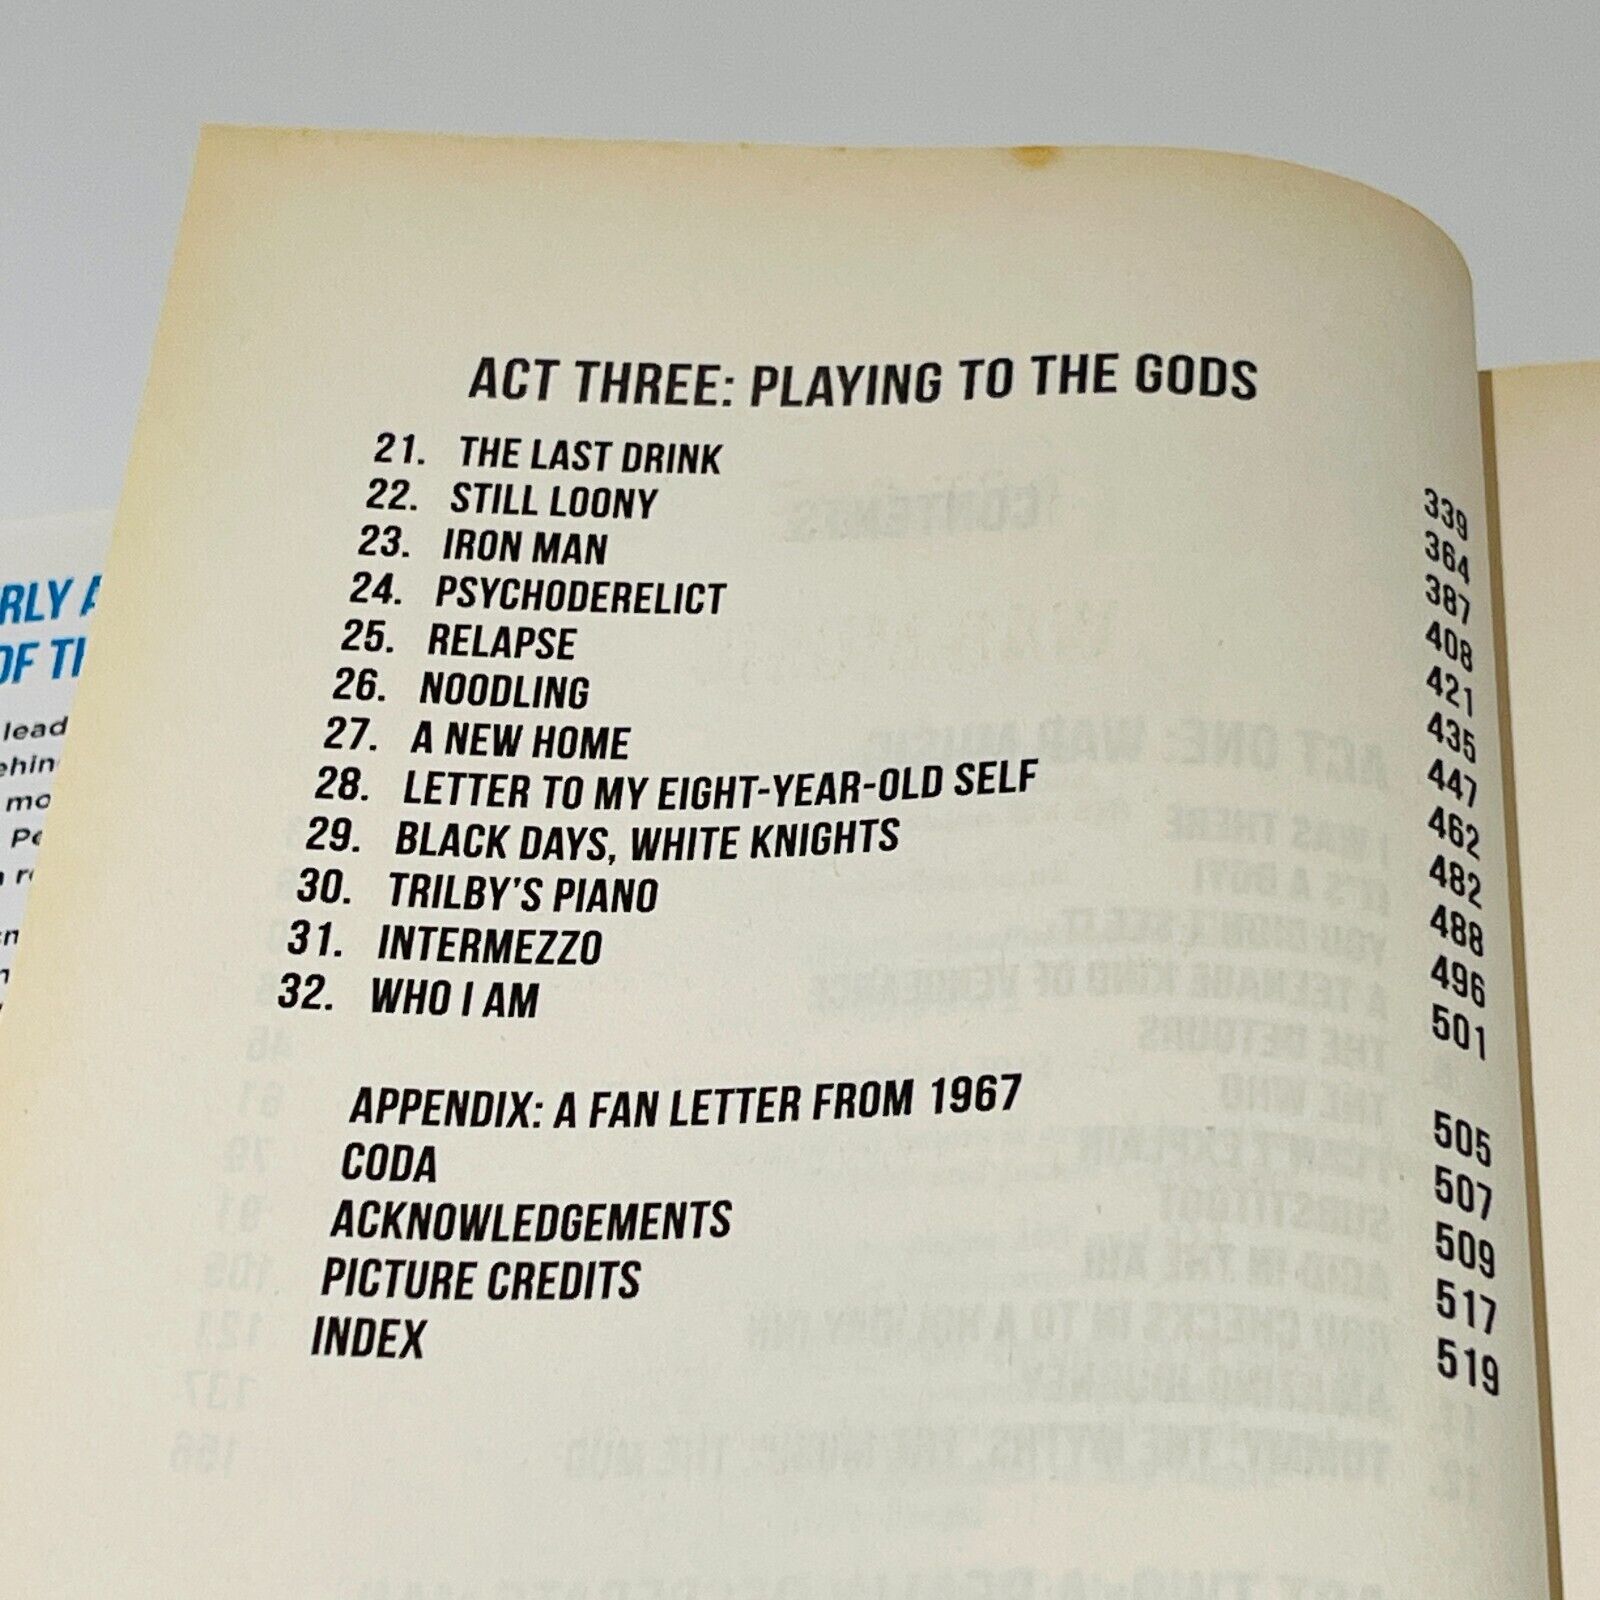 ACT THREE: PLAYING TO THE GODS
21. THE LAST DRINK 339
22. STILL LOONY 364
23. IRON MAN 387
24. PSYCHODERELICT 408
25. RELAPSE 421
26. NOODLING 435
27. A NEW HOME 447
28. LETTER TO MY EIGHT-YEAR-OLD SELF 462
29. BLACK DAYS, WHITE KNIGHTS 482
30. TRILBY'S PIANO 488
31. INTERMEZZO 496
32. WHO I AM 501
APPENDIX: A FAN LETTER FROM 1967 505
CODA 507
ACKNOWLEDGEMENTS 509
PICTURE CREDITS 517
INDEX 519
OF
lead